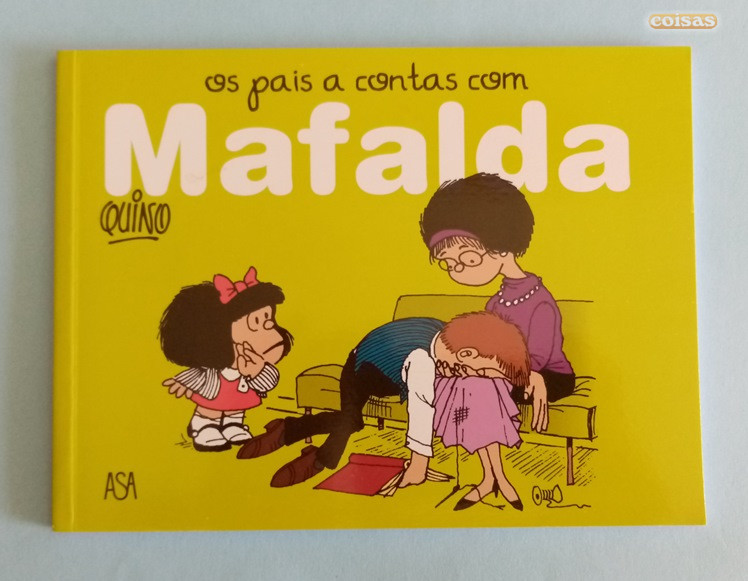 coisas
os pais a contas com
Mafalda
QUINO
ASA